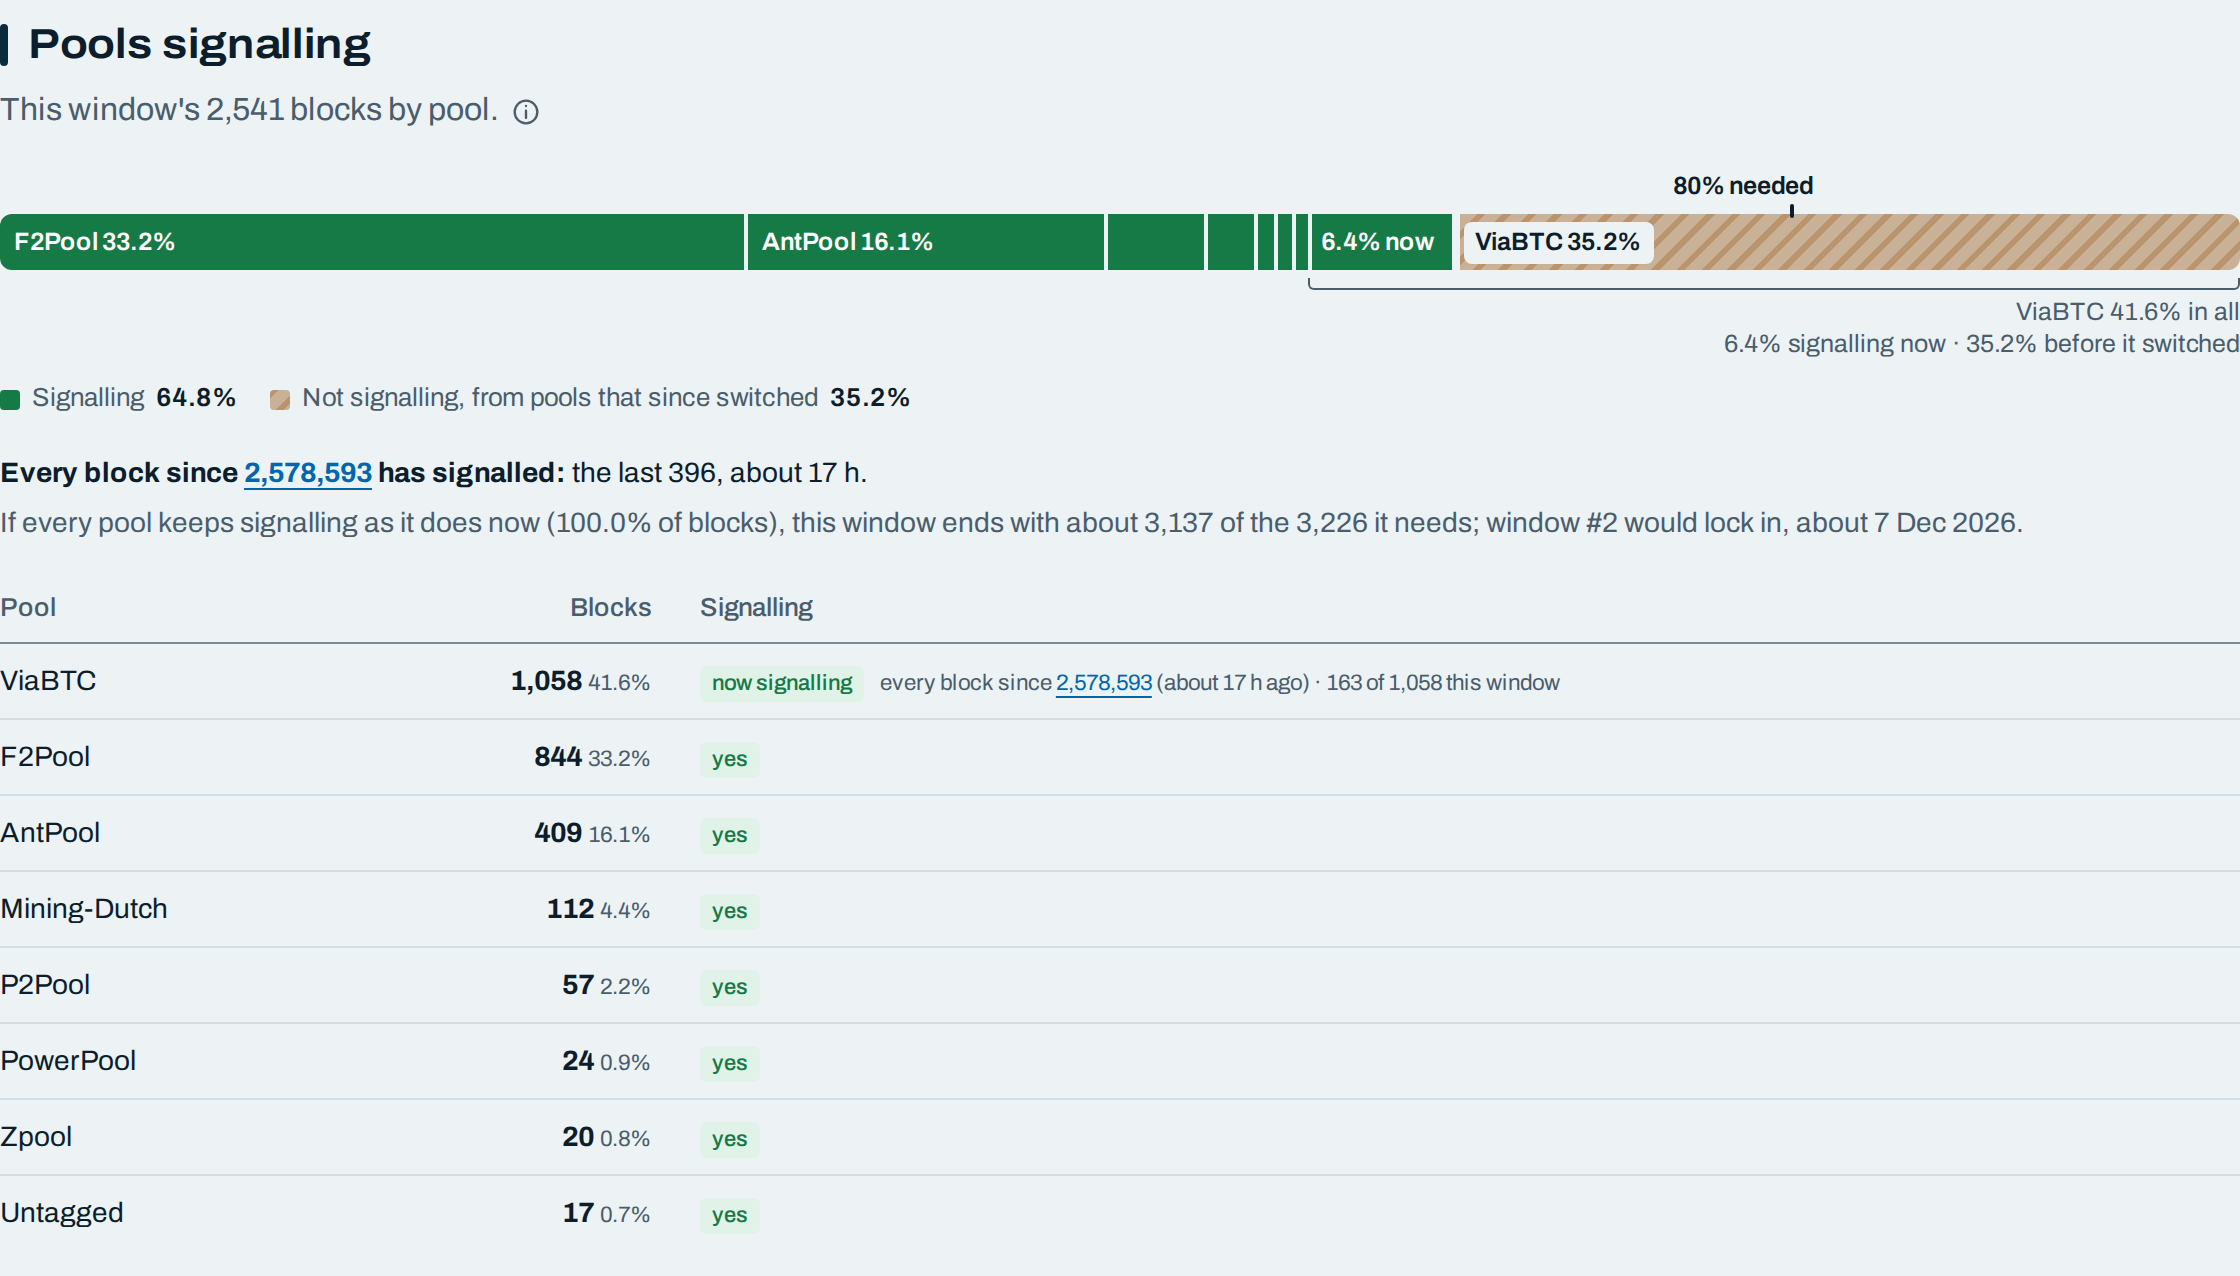 Pools signalling
This window's 2,541 blocks by pool.
80% needed
F2Pool 33.2% AntPool 16.1% 6.4% now ViaBTC 35.2%
ViaBTC 41.6% in all
6.4% signalling now · 35.2% before it switched
Signalling 64.8% Not signalling, from pools that since switched 35.2%
Every block since 2,578,593 has signalled: the last 396, about 17 h.
If every pool keeps signalling as it does now (100.0% of blocks), this window ends with about 3,137 of the 3,226 it needs; window #2 would lock in, about 7 Dec 2026.
Pool Blocks Signalling
ViaBTC 1,058 41.6% now signalling every block since 2,578,593 (about 17 h ago) · 163 of 1,058 this window
F2Pool 844 33.2% yes
AntPool 409 16.1% yes
Mining-Dutch 112 4.4% yes
P2Pool 57 2.2% yes
PowerPool 24 0.9% yes
Zpool 20 0.8% yes
Untagged 17 0.7% yes